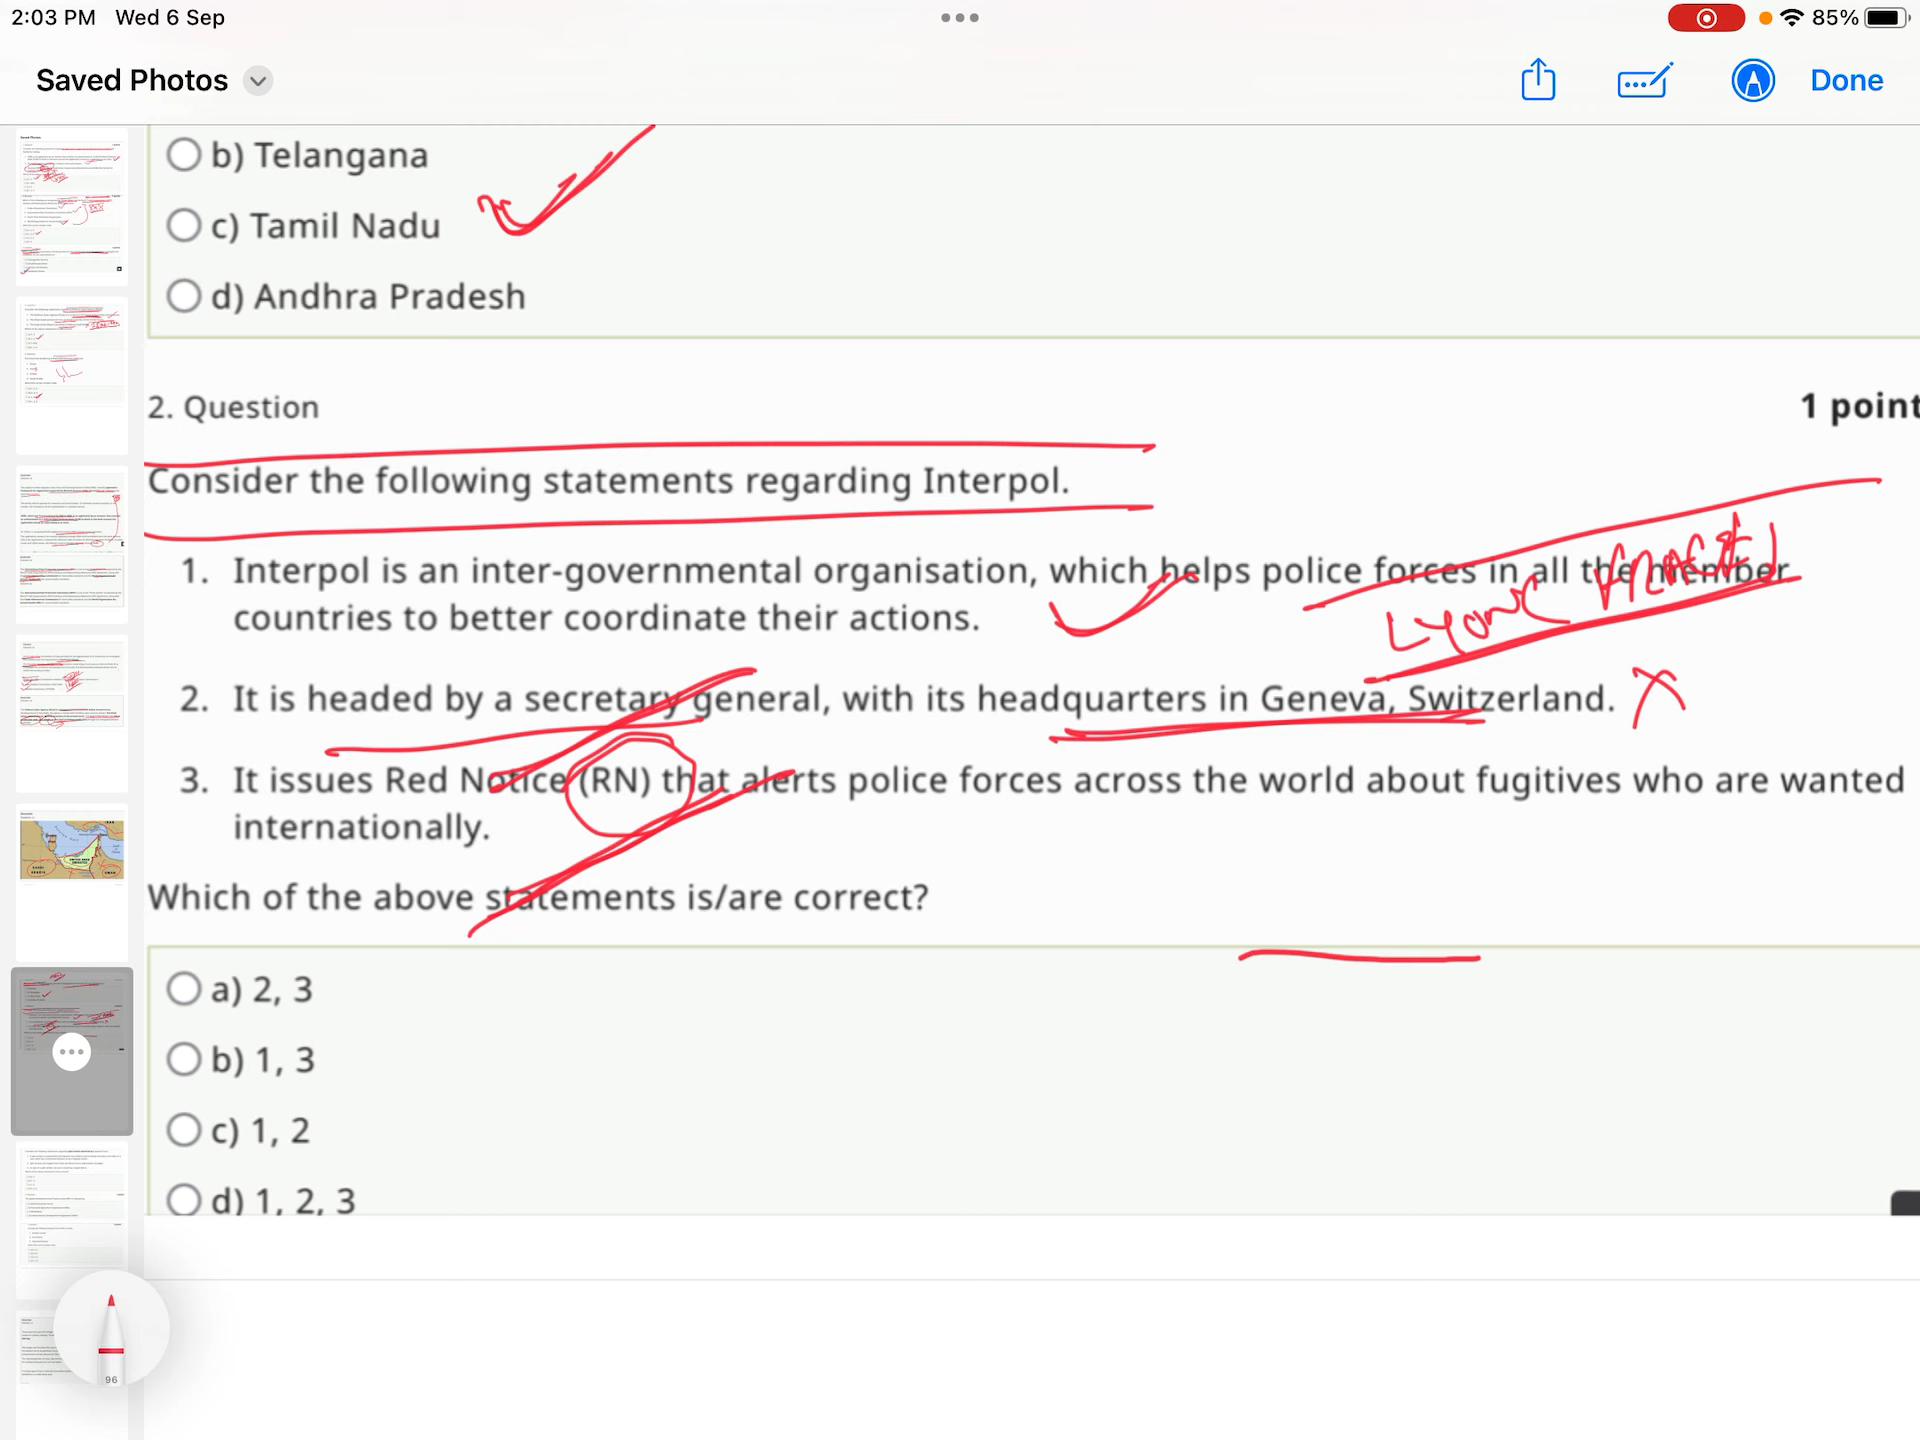 2:03 PM Wed 6 Sep
85%
Saved Photos
Done
b) Telangana
c) Tamil Nadu
d) Andhra Pradesh
2. Question
1 point
Consider the following statements regarding Interpol.
1. Interpol is an inter-governmental organisation, which helps police forces in all the member
countries to better coordinate their actions.
Lyon (France)
2. It is headed by a secretary general, with its headquarters in Geneva, Switzerland.
3. It issues Red Notice (RN) that alerts police forces across the world about fugitives who are wanted
internationally.
Which of the above statements is/are correct?
a) 2, 3
b) 1, 3
c) 1, 2
d) 1, 2, 3
96